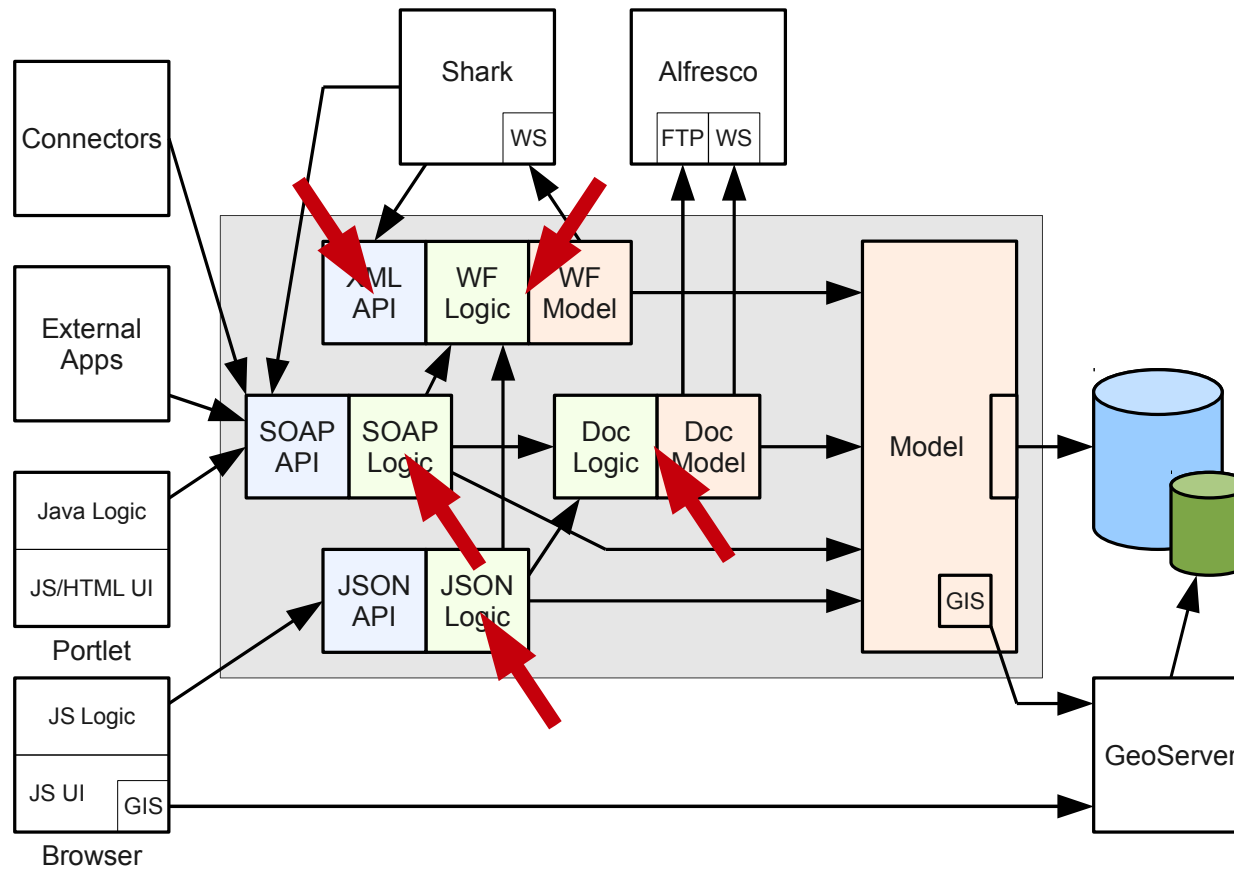 Shark
WS
Alfresco
FTP
WS
Connectors
External
Apps
XML
API
WF
Logic
WF
Model
SOAP
API
SOAP
Logic
Doc
Logic
Doc
Model
Model
GIS
Java Logic
JS/HTML UI
Portlet
JSON
API
JSON
Logic
JS Logic
JS UI
GIS
Browser
GeoServer